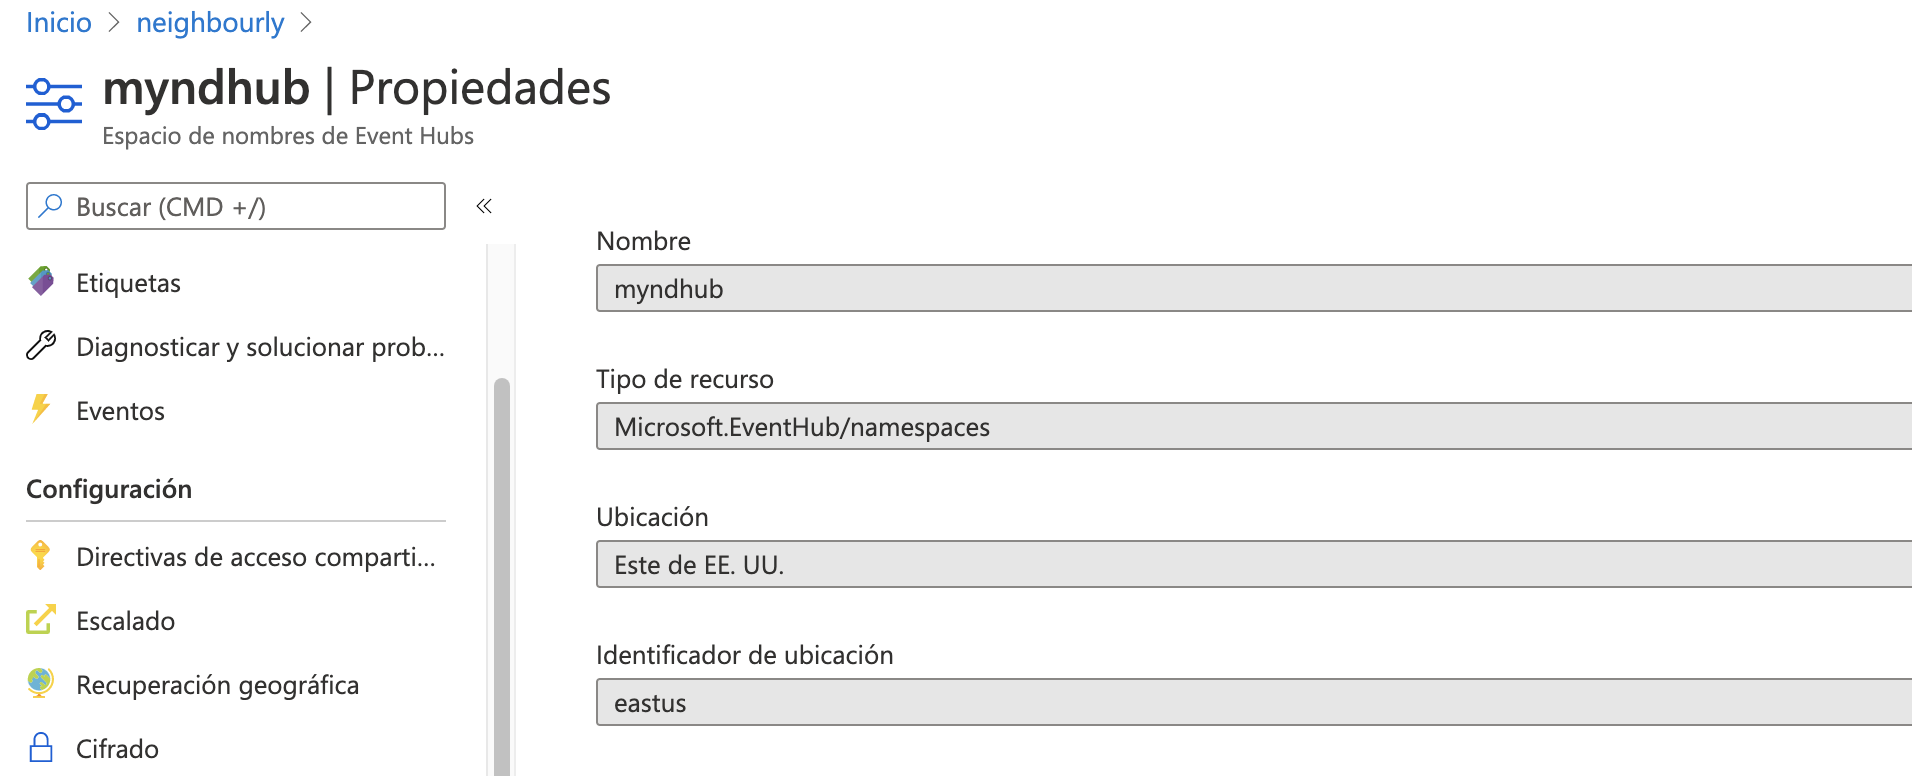 Inicio > neighbourly >
myndhub | Propiedades
Espacio de nombres de Event Hubs
Buscar (CMD +/)
«
Etiquetas
Diagnosticar y solucionar prob...
Eventos
Configuración
Directivas de acceso comparti...
Escalado
Recuperación geográfica
Cifrado
Nombre
myndhub
Tipo de recurso
Microsoft.EventHub/namespaces
Ubicación
Este de EE. UU.
Identificador de ubicación
eastus